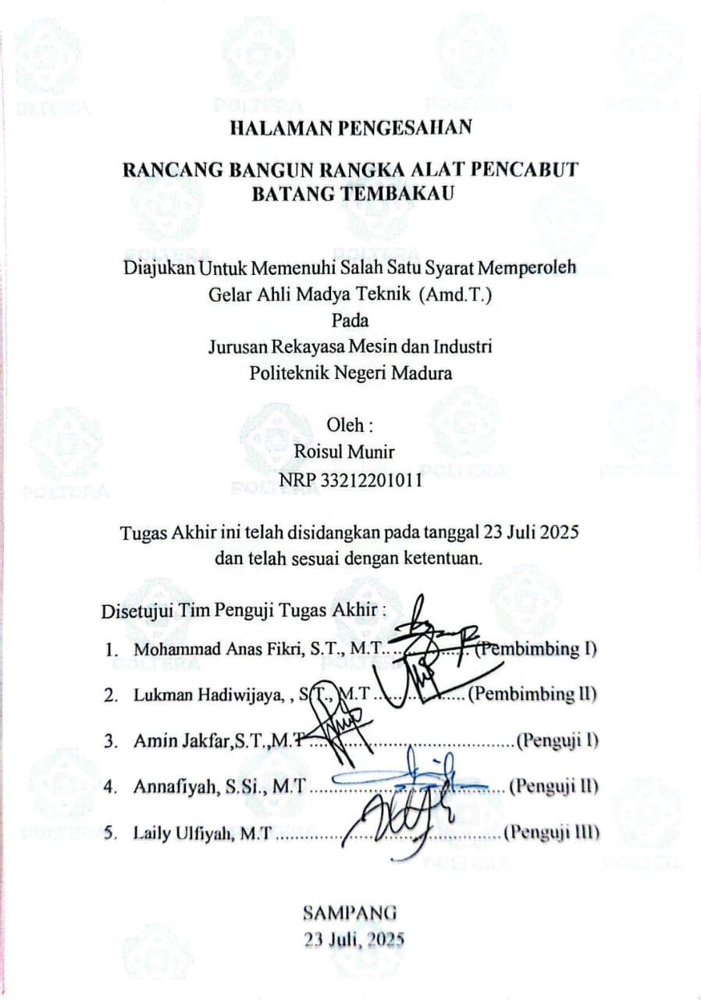 HALAMAN PENGESAHAN
RANCANG BANGUN RANGKA ALAT PENCABUT
BATANG TEMBAKAU
Diajukan Untuk Memenuhi Salah Satu Syarat Memperoleh
Gelar Ahli Madya Teknik (Amd.T.)
Pada
Jurusan Rekayasa Mesin dan Industri
Politeknik Negeri Madura
Oleh :
Roisul Munir
NRP 33212201011
Tugas Akhir ini telah disidangkan pada tanggal 23 Juli 2025
dan telah sesuai dengan ketentuan.
Disetujui Tim Penguji Tugas Akhir :
1. Mohammad Anas Fikri, S.T., M.T.................(Pembimbing I)
2. Lukman Hadiwijaya, , S.T., M.T ....................(Pembimbing II)
3. Amin Jakfar,S.T.,M.T..........................................(Penguji I)
4. Annafiyah, S.Si., M.T ........................................ (Penguji II)
5. Laily Ulfiyah, M.T ..............................................(Penguji III)
SAMPANG
23 Juli, 2025
POLTERA